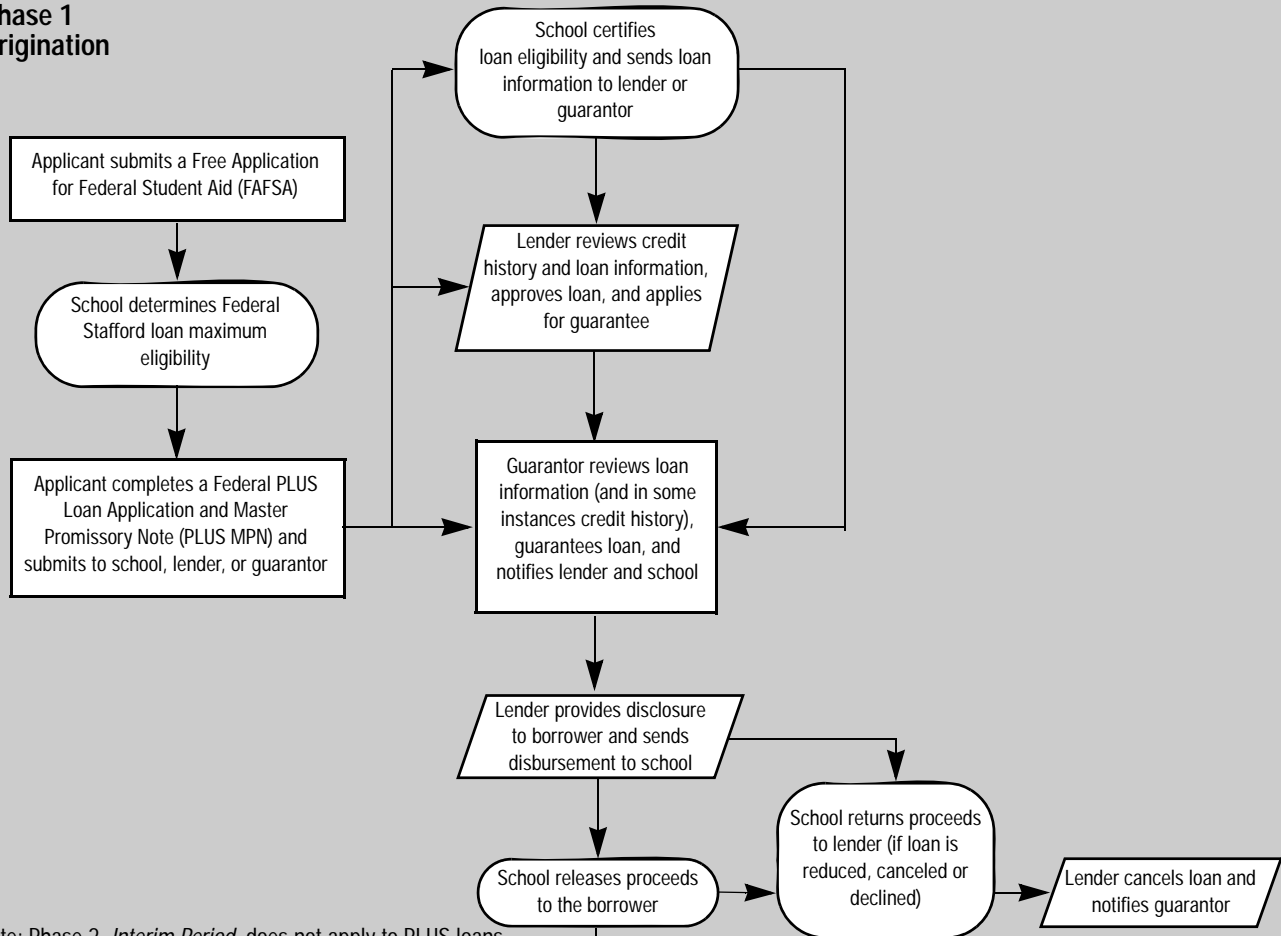 hase 1
rigination
School certifies
loan eligibility and sends loan
information to lender or
guarantor
Applicant submits a Free Application
for Federal Student Aid (FAFSA)
Lender reviews credit
history and loan information,
approves loan, and applies
for guarantee
School determines Federal
Stafford loan maximum
eligibility
Applicant completes a Federal PLUS
Loan Application and Master
Promissory Note (PLUS MPN) and
submits to school, lender, or guarantor
Guarantor reviews loan
information (and in some
instances credit history),
guarantees loan, and
notifies lender and school
Lender provides disclosure
to borrower and sends
disbursement to school
School returns proceeds
to lender (if loan is
reduced, canceled or
declined)
School releases proceeds
to the borrower
Lender cancels loan and
notifies guarantor
te: Phase 2, Interim Period, does not apply to PLUS loans